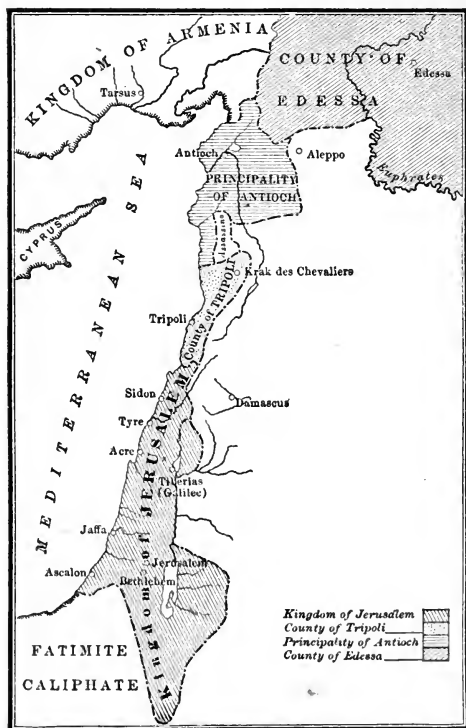 KINGDOM OF ARMENIA
COUNTY OF
EDESSA
Edessa
Tarsus
Antioch
Aleppo
Euphrates
PRINCIPALITY
OF ANTIOCH
Assassins
CYPRUS
MEDITERRANEAN SEA
Krak des Chevaliers
County of TRIPOLI
Tripoli
Sidon
Damascus
Tyre
Acre
Tiberias
(Galilee)
Kingdom of JERUSALEM
Jaffa
Jerusalem
Ascalon
Bethlehem
FATIMITE
CALIPHATE
Kingdom of Jerusalem
County of Tripoli
Principality of Antioch
County of Edessa